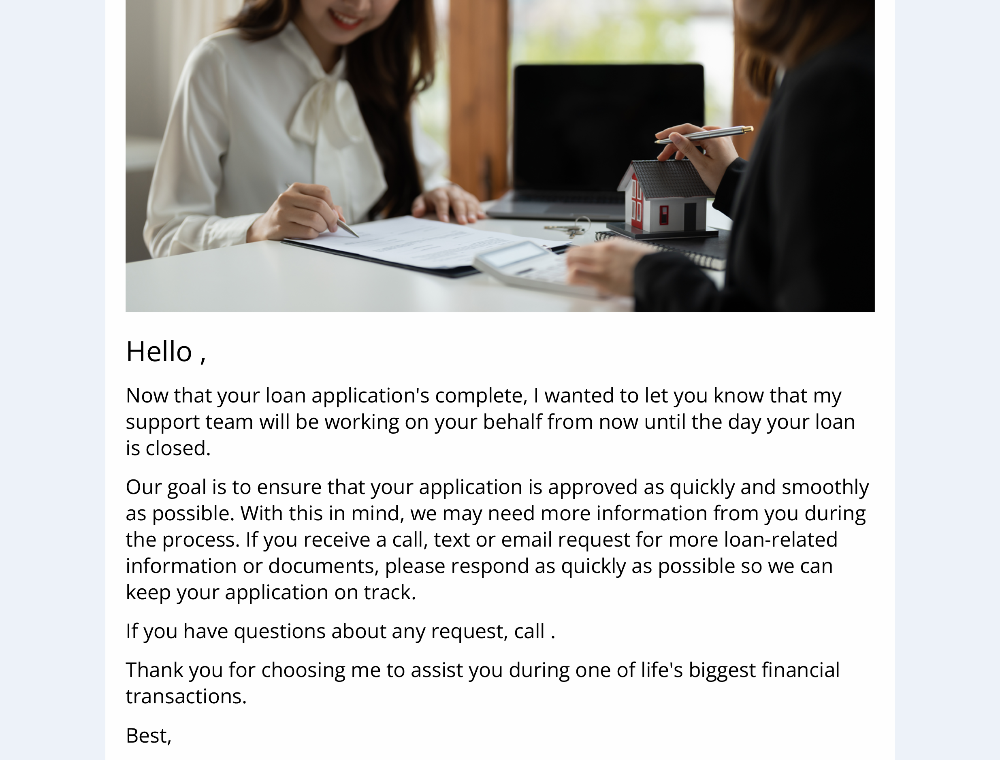 Hello ,
Now that your loan application's complete, I wanted to let you know that my
support team will be working on your behalf from now until the day your loan
is closed.
Our goal is to ensure that your application is approved as quickly and smoothly
as possible. With this in mind, we may need more information from you during
the process. If you receive a call, text or email request for more loan-related
information or documents, please respond as quickly as possible so we can
keep your application on track.
If you have questions about any request, call .
Thank you for choosing me to assist you during one of life's biggest financial
transactions.
Best,